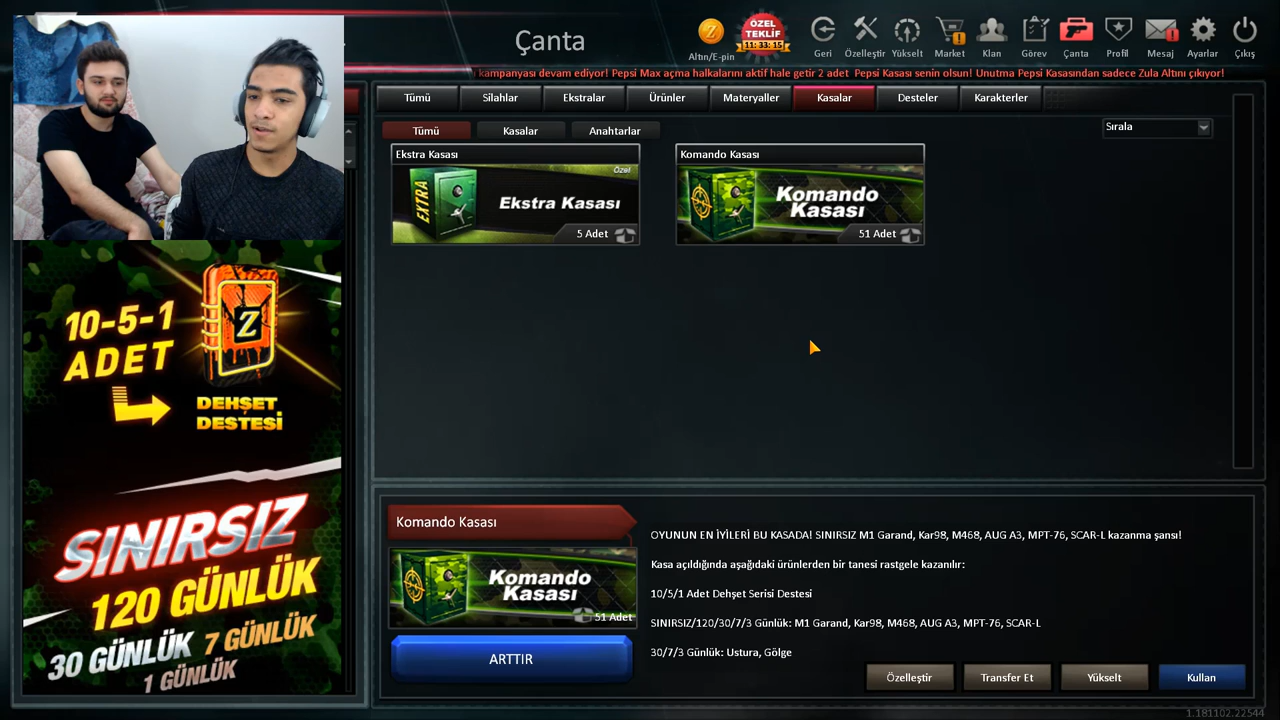 Çanta
Altın/E-pin
ÖZEL
TEKLİF
11:33:15
Geri
Özelleştir
Yükselt
Market
Klan
Görev
Çanta
Profil
Mesaj
Ayarlar
Çıkış
kampanyası devam ediyor! Pepsi Max açma halkalarını aktif hale getir 2 adet Pepsi Kasası senin olsun! Unutma Pepsi Kasasından sadece Zula Altını çıkıyor!
Tümü
Silahlar
Ekstralar
Ürünler
Materyaller
Kasalar
Desteler
Karakterler
Tümü
Kasalar
Anahtarlar
Sırala
Ekstra Kasası
Özel
EXTRA
Ekstra Kasası
5 Adet
Komando Kasası
Komando
Kasası
51 Adet
10-5-1
ADET
Z
DEHŞET
DESTESİ
SINIRSIZ
120 GÜNLÜK
30 GÜNLÜK 7 GÜNLÜK
1 GÜNLÜK
Komando Kasası
Komando
Kasası
51 Adet
ARTTIR
OYUNUN EN İYİLERİ BU KASADA! SINIRSIZ M1 Garand, Kar98, M468, AUG A3, MPT-76, SCAR-L kazanma şansı!
Kasa açıldığında aşağıdaki ürünlerden bir tanesi rastgele kazanılır:
10/5/1 Adet Dehşet Serisi Destesi
SINIRSIZ/120/30/7/3 Günlük: M1 Garand, Kar98, M468, AUG A3, MPT-76, SCAR-L
30/7/3 Günlük: Ustura, Gölge
Özelleştir
Transfer Et
Yükselt
Kullan
1.181102.22544